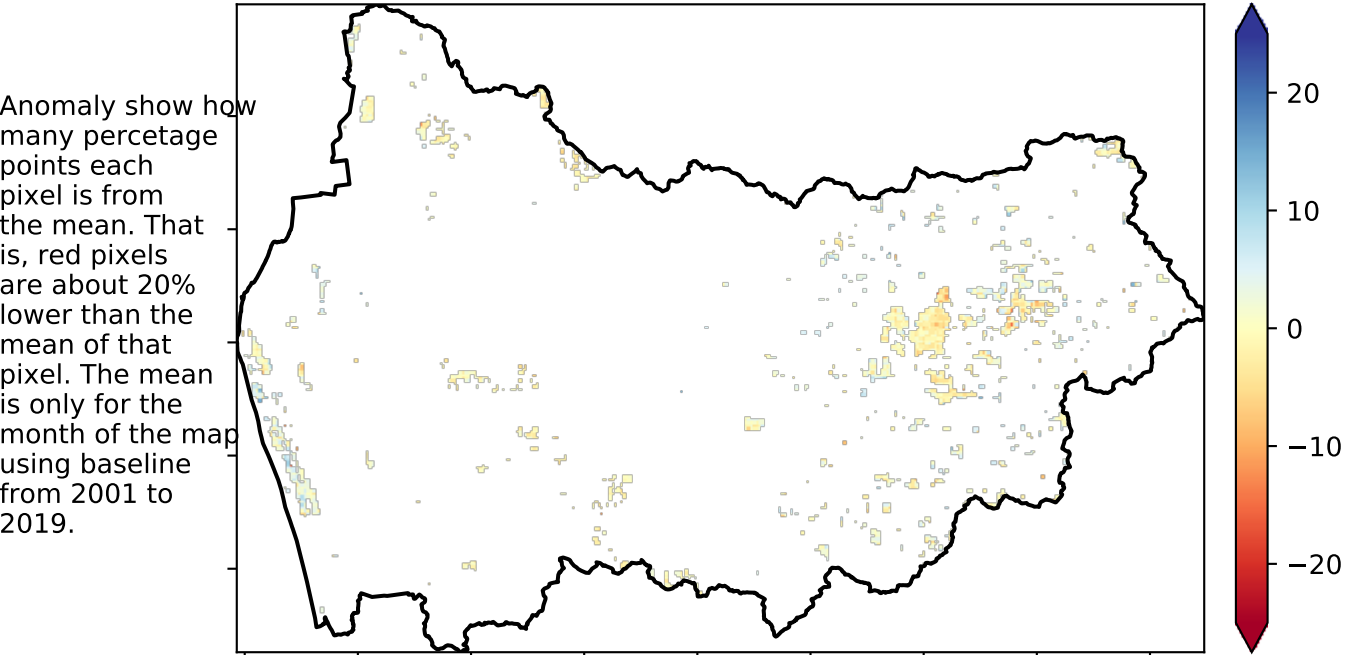 Anomaly show how
many percetage
points each
pixel is from
the mean. That
is, red pixels
are about 20%
lower than the
mean of that
pixel. The mean
is only for the
month of the map
using baseline
from 2001 to
2019.
20
10
0
−10
−20